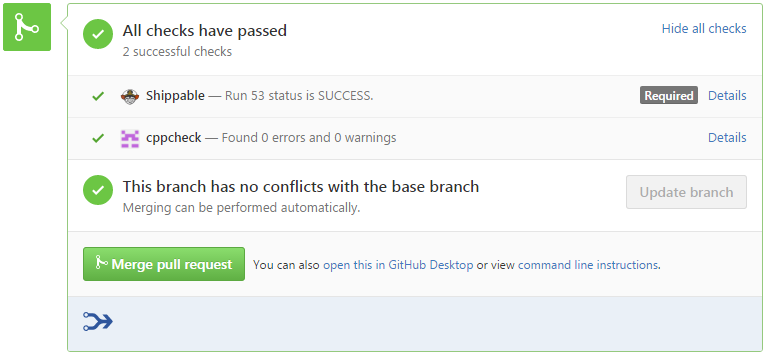 All checks have passed
Hide all checks
2 successful checks
Shippable — Run 53 status is SUCCESS.
Required
Details
cppcheck — Found 0 errors and 0 warnings
Details
This branch has no conflicts with the base branch
Update branch
Merging can be performed automatically.
Merge pull request
You can also open this in GitHub Desktop or view command line instructions.